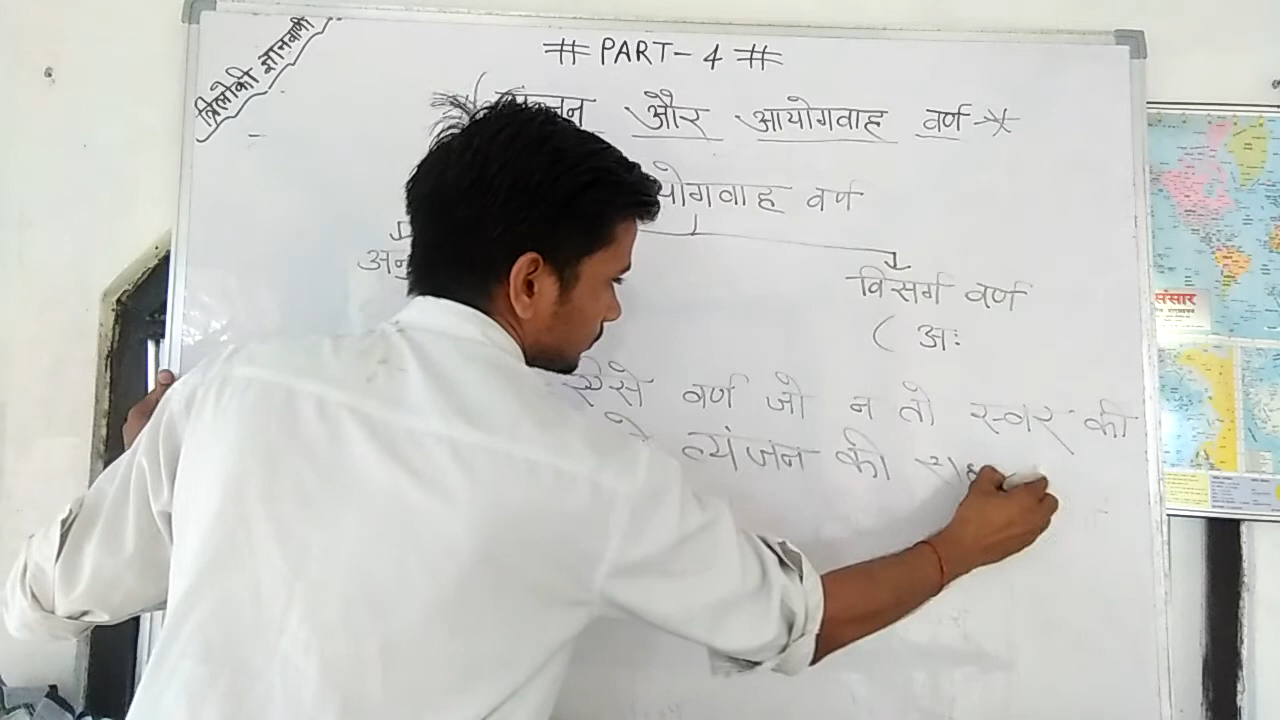 त्रिलोकी ज्ञानवाणी
# PART-4 #
और आयोगवाह वर्ण
योगवाह वर्ण
विसर्ग वर्ण
( अः
ऐसे वर्ण जो न तो स्वर की
व्यंजन की
संसार